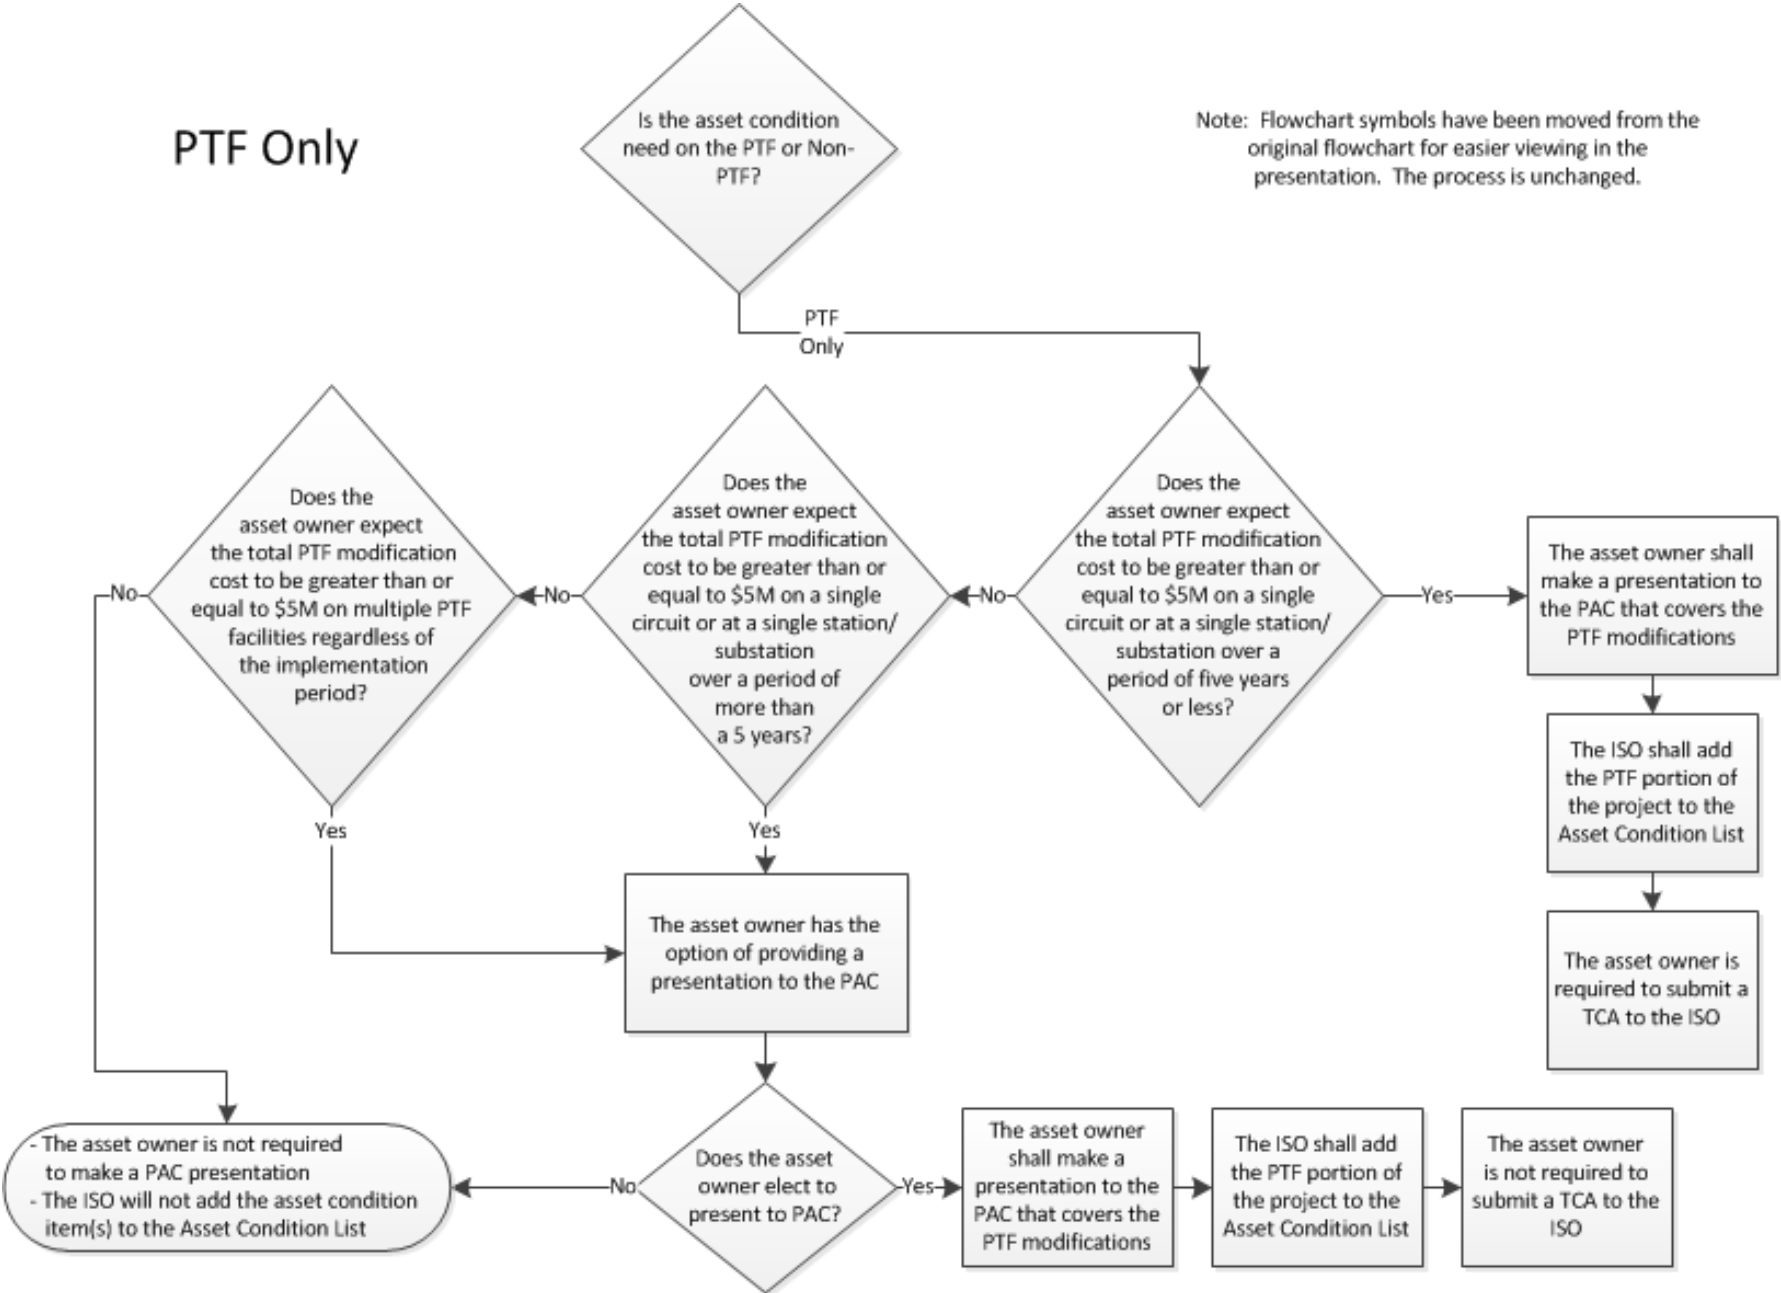 PTF Only
Is the asset condition
need on the PTF or Non-
PTF?
Note:  Flowchart symbols have been moved from the
original flowchart for easier viewing in the
presentation.  The process is unchanged.
PTF
Only
Does the
asset owner expect
the total PTF modification
cost to be greater than or
equal to $5M on multiple PTF
facilities regardless of
the implementation
period?
Does the
asset owner expect
the total PTF modification
cost to be greater than or
equal to $5M on a single
circuit or at a single station/
substation
over a period of
more than
a 5 years?
Does the
asset owner expect
the total PTF modification
cost to be greater than or
equal to $5M on a single
circuit or at a single station/
substation over a
period of five years
or less?
The asset owner shall
make a presentation to
the PAC that covers the
PTF modifications
No
No
No
Yes
The ISO shall add
the PTF portion of
the project to the
Asset Condition List
Yes
Yes
The asset owner has the
option of providing a
presentation to the PAC
The asset owner is
required to submit a
TCA to the ISO
- The asset owner is not required
to make a PAC presentation
- The ISO will not add the asset condition
item(s) to the Asset Condition List
No
Does the asset
owner elect to
present to PAC?
Yes
The asset owner
shall make a
presentation to the
PAC that covers the
PTF modifications
The ISO shall add
the PTF portion of
the project to the
Asset Condition List
The asset owner
is not required to
submit a TCA to the
ISO